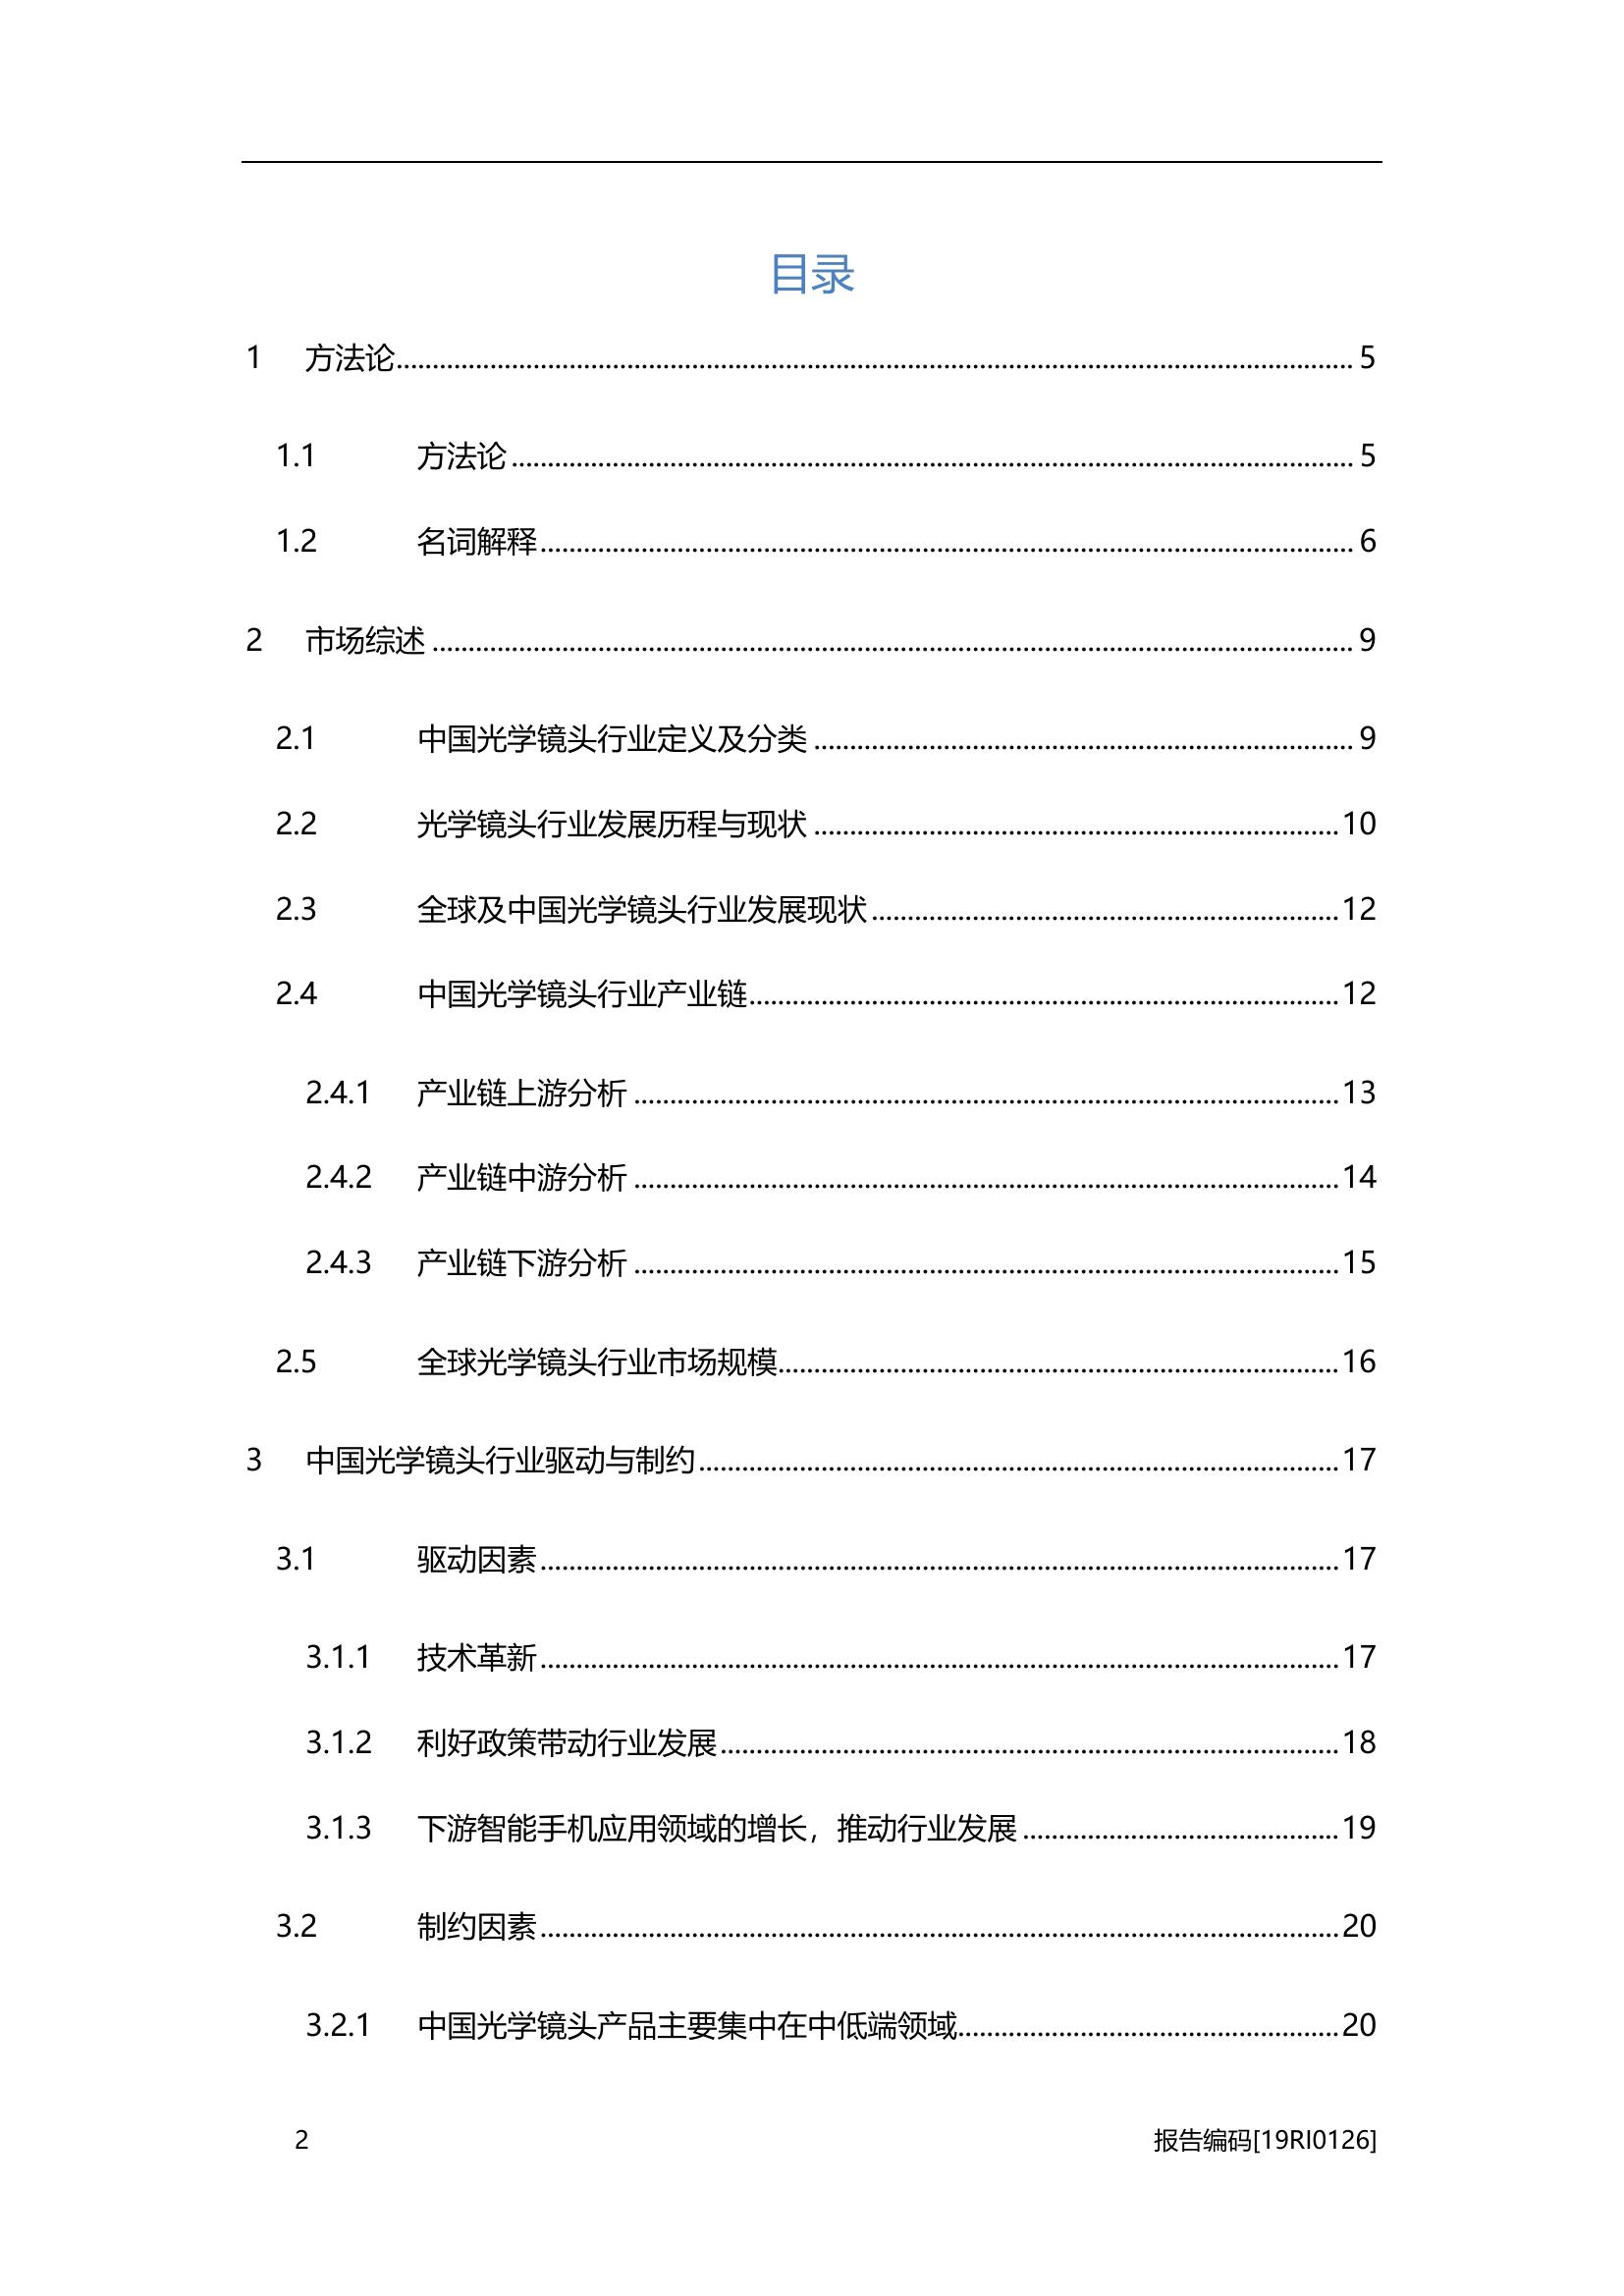 目录
1 方法论 5
1.1 方法论 5
1.2 名词解释 6
2 市场综述 9
2.1 中国光学镜头行业定义及分类 9
2.2 光学镜头行业发展历程与现状 10
2.3 全球及中国光学镜头行业发展现状 12
2.4 中国光学镜头行业产业链 12
2.4.1 产业链上游分析 13
2.4.2 产业链中游分析 14
2.4.3 产业链下游分析 15
2.5 全球光学镜头行业市场规模 16
3 中国光学镜头行业驱动与制约 17
3.1 驱动因素 17
3.1.1 技术革新 17
3.1.2 利好政策带动行业发展 18
3.1.3 下游智能手机应用领域的增长，推动行业发展 19
3.2 制约因素 20
3.2.1 中国光学镜头产品主要集中在中低端领域 20
2 报告编码[19RI0126]